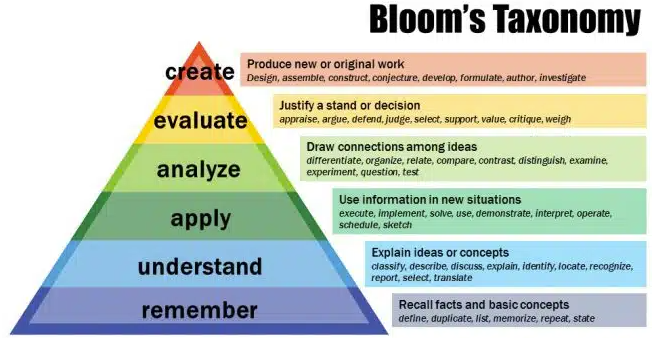 Bloom's Taxonomy
create
Produce new or original work
Design, assemble, construct, conjecture, develop, formulate, author, investigate
evaluate
Justify a stand or decision
appraise, argue, defend, judge, select, support, value, critique, weigh
analyze
Draw connections among ideas
differentiate, organize, relate, compare, contrast, distinguish, examine,
experiment, question, test
apply
Use information in new situations
execute, implement, solve, use, demonstrate, interpret, operate,
schedule, sketch
understand
Explain ideas or concepts
classify, describe, discuss, explain, identify, locate, recognize,
report, select, translate
remember
Recall facts and basic concepts
define, duplicate, list, memorize, repeat, state